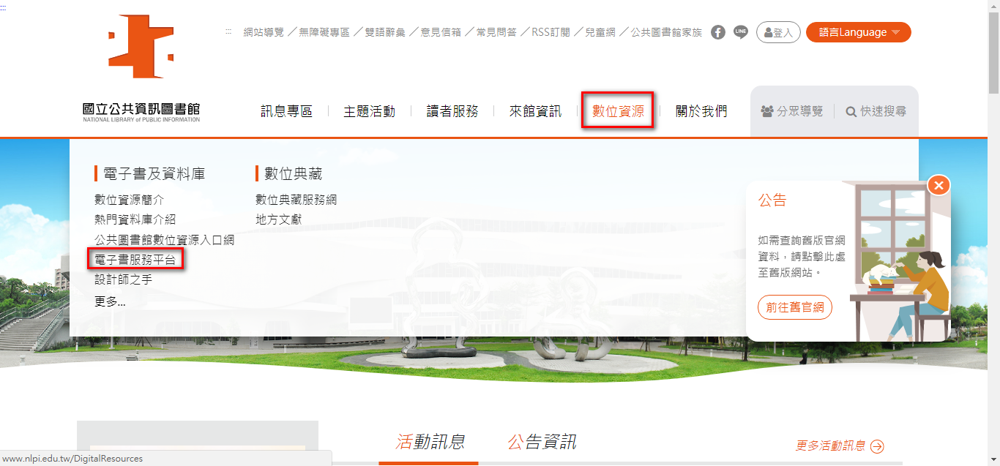 :::
::: 網站導覽 ／無障礙專區 ／雙語辭彙 ／意見信箱 ／常見問答 ／RSS訂閱 ／兒童網 ／公共圖書館家族 f LINE 登入 語言Language
國立公共資訊圖書館
NATIONAL LIBRARY of PUBLIC INFORMATION
訊息專區 主題活動 讀者服務 來館資訊 數位資源 關於我們 分眾導覽 快速搜尋
電子書及資料庫
數位資源簡介
熱門資料庫介紹
公共圖書館數位資源入口網
電子書服務平台
設計師之手
更多...
數位典藏
數位典藏服務網
地方文獻
公告
如需查詢舊版官網
資料，請點擊此處
至舊版網站。
前往舊官網
活動訊息 公告資訊
更多活動訊息
www.nlpi.edu.tw/DigitalResources